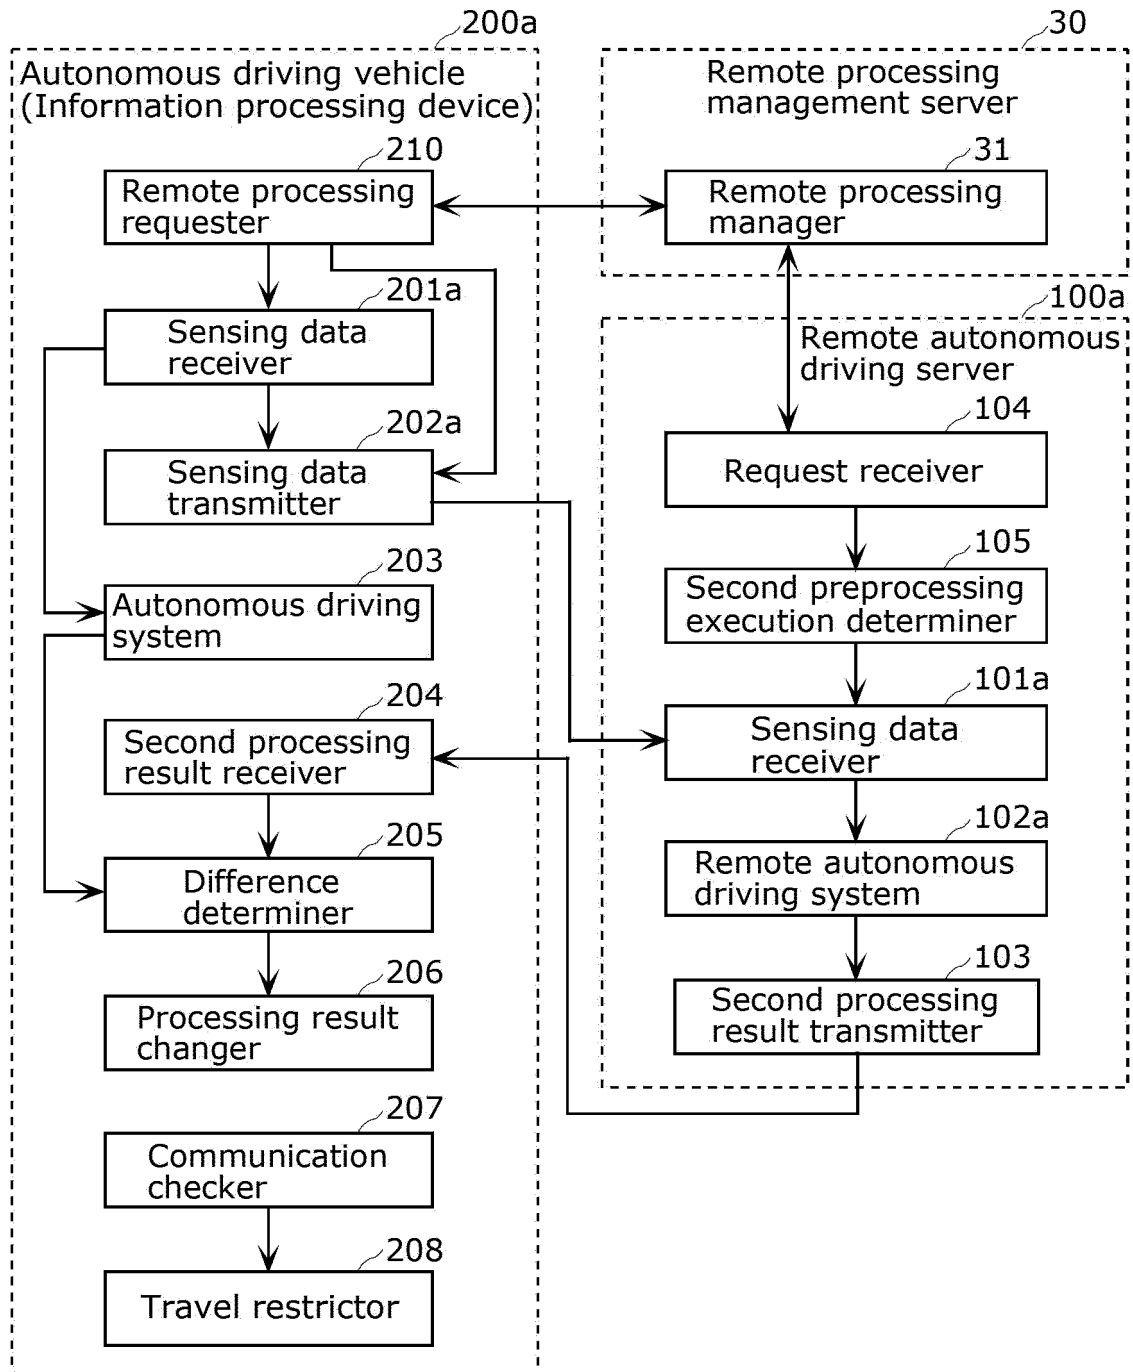 200a
Autonomous driving vehicle
(Information processing device)
210
Remote processing
requester
201a
Sensing data
receiver
202a
Sensing data
transmitter
203
Autonomous driving
system
204
Second processing
result receiver
205
Difference
determiner
206
Processing result
changer
207
Communication
checker
208
Travel restrictor
30
Remote processing
management server
31
Remote processing
manager
100a
Remote autonomous
driving server
104
Request receiver
105
Second preprocessing
execution determiner
101a
Sensing data
receiver
102a
Remote autonomous
driving system
103
Second processing
result transmitter